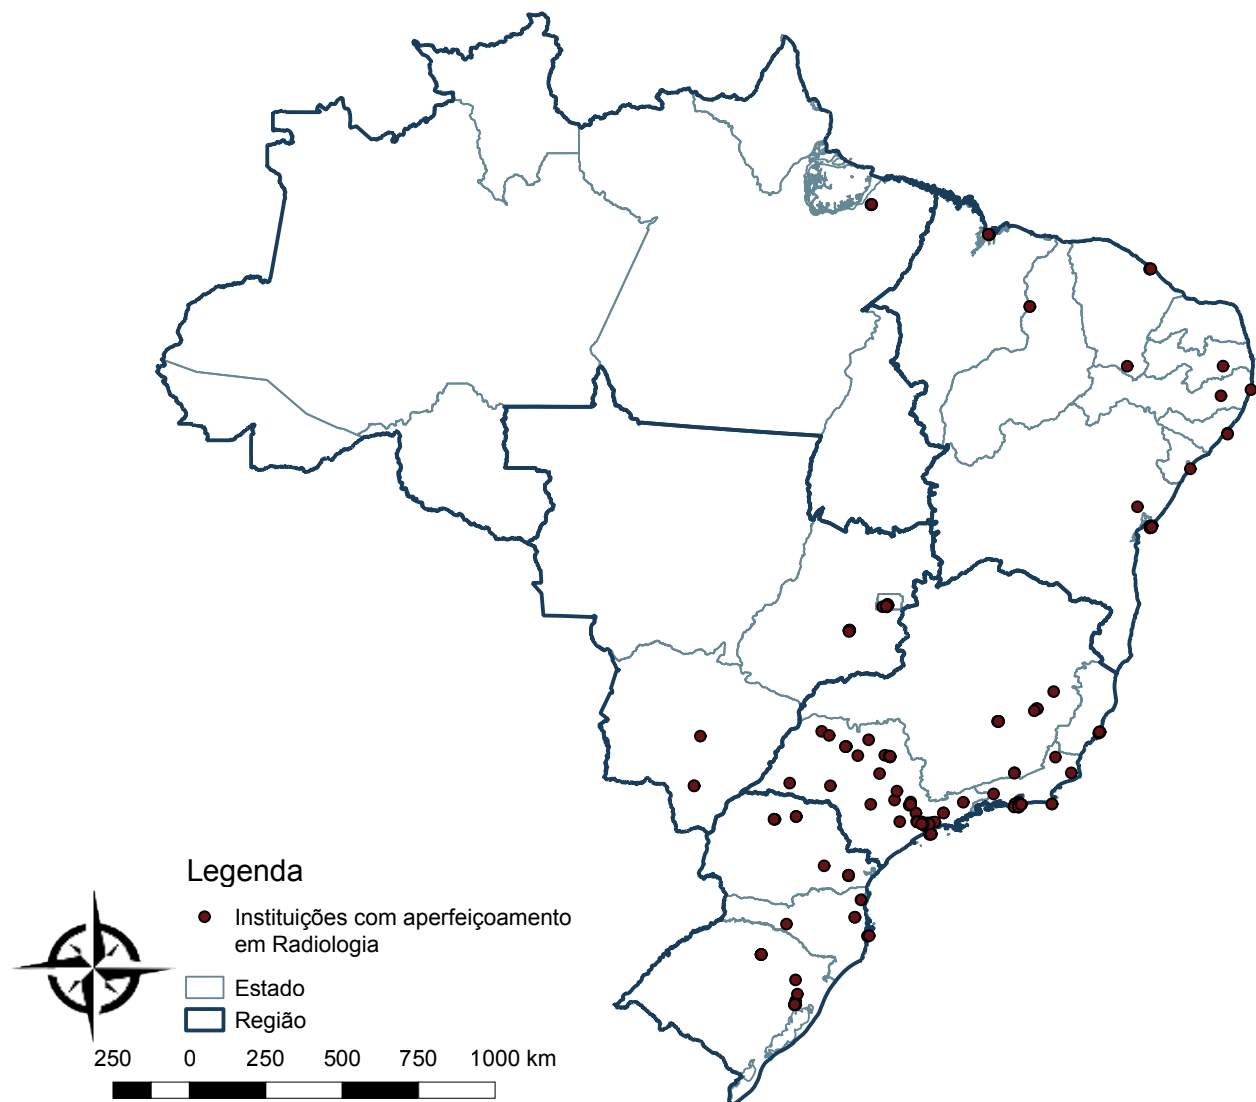 Legenda
Instituições com aperfeiçoamento
em Radiologia
Estado
Região
250 0 250 500 750 1000 km